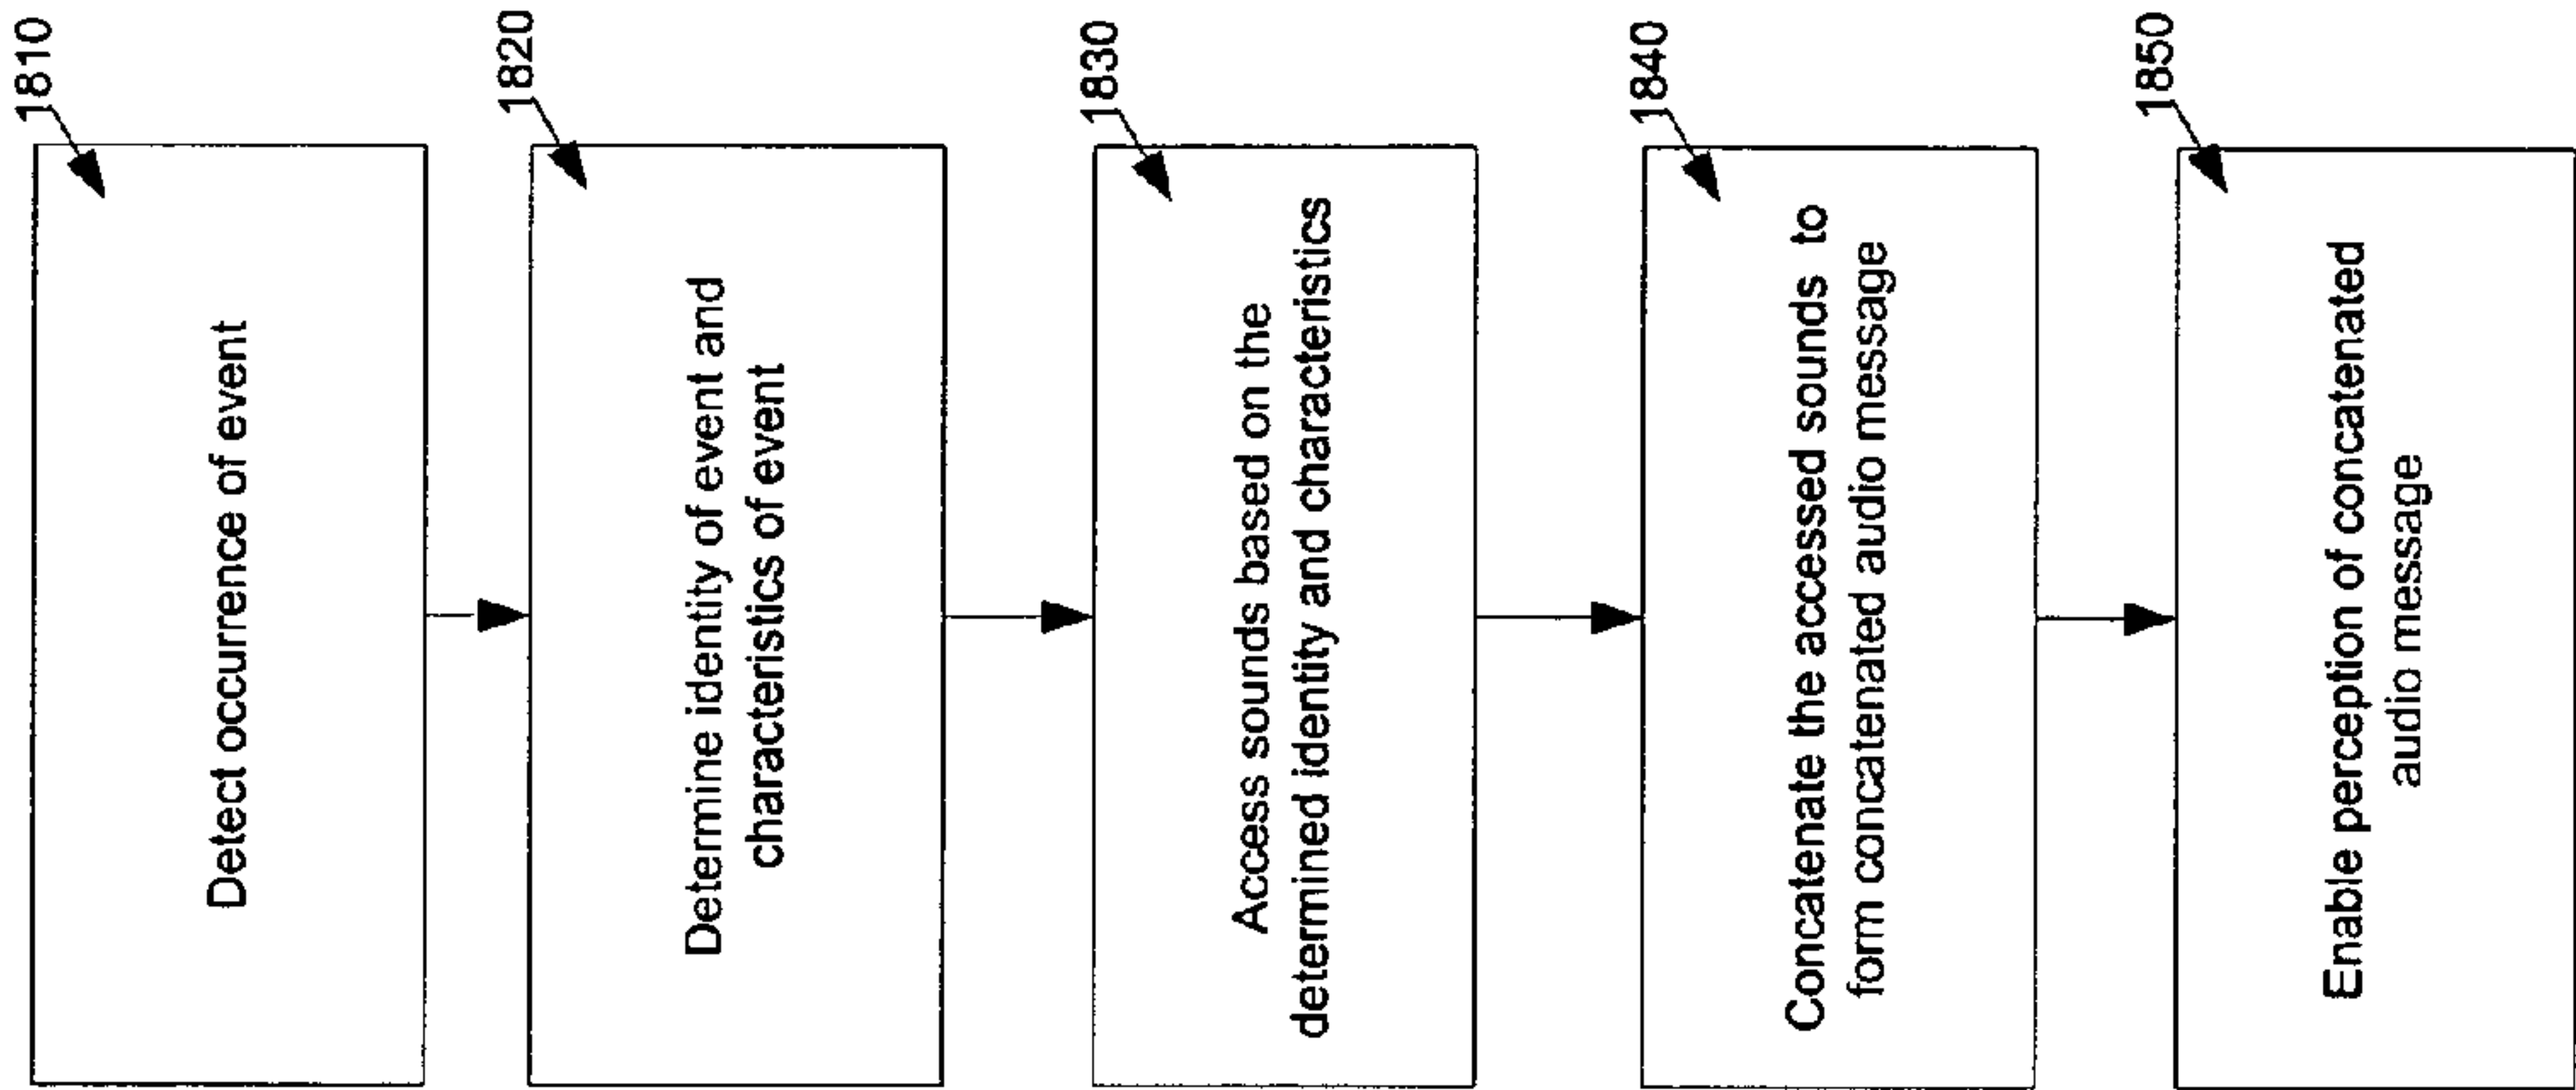 1810
Detect occurrence of event
1820
Determine identity of event and
characteristics of event
1830
Access sounds based on the
determined identity and characteristics
1840
Concatenate the accessed sounds to
form concatenated audio message
1850
Enable perception of concatenated
audio message